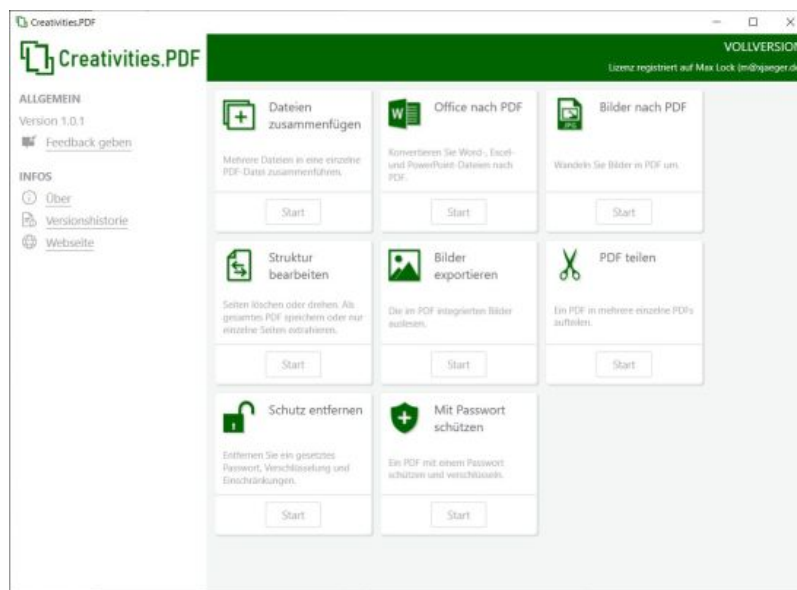 Creativities.PDF
Creativities.PDF
VOLLVERSION
Lizenz registriert auf Max Lock
ALLGEMEIN
Version 1.0.1
Feedback geben
INFOS
Über
Versionshistorie
Webseite
Dateien
zusammenfügen
Mehrere Dateien in eine einzelne
PDF-Datei zusammenführen.
Start
Office nach PDF
W
Konvertieren Sie Word-, Excel-
und PowerPoint-Dateien nach
PDF.
Start
Bilder nach PDF
JPG
Wandeln Sie Bilder in PDF um.
Start
Struktur
bearbeiten
Seiten löschen oder drehen. Als
gesamtes PDF speichern oder nur
einzelne Seiten extrahieren.
Start
Bilder
exportieren
Die im PDF integrierten Bilder
auslesen.
Start
PDF teilen
Ein PDF in mehrere einzelne PDFs
aufteilen.
Start
Schutz entfernen
Entfernen Sie ein gesetztes
Passwort, Verschlüsselung und
Einschränkungen.
Start
Mit Passwort
schützen
Ein PDF mit einem Passwort
schützen und verschlüsseln.
Start